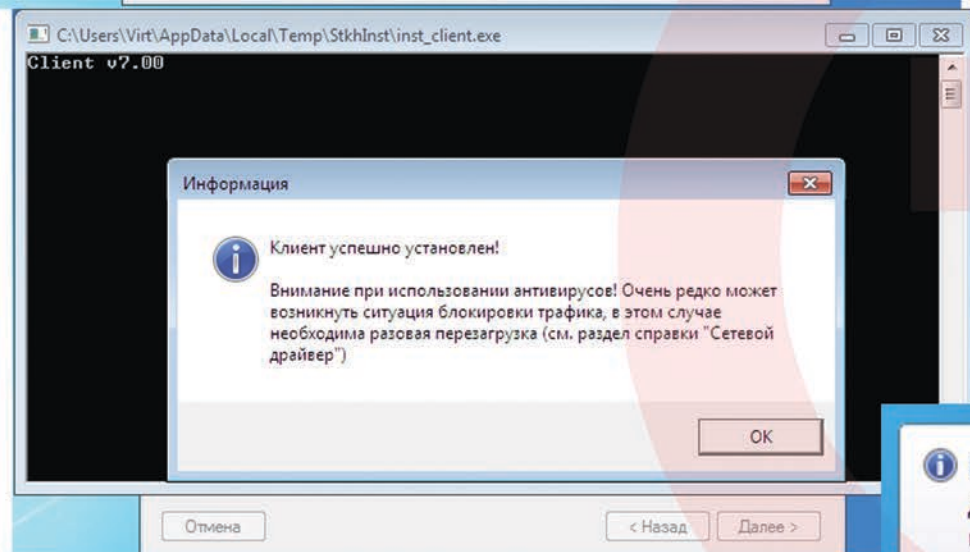 C:\Users\Virt\AppData\Local\Temp\StkhInst\inst_client.exe
Client v7.00
Информация
Клиент успешно установлен!
Внимание при использовании антивирусов! Очень редко может
возникнуть ситуация блокировки трафика, в этом случае
необходима разовая перезагрузка (см. раздел справки "Сетевой
драйвер")
OK
Отмена
< Назад
Далее >